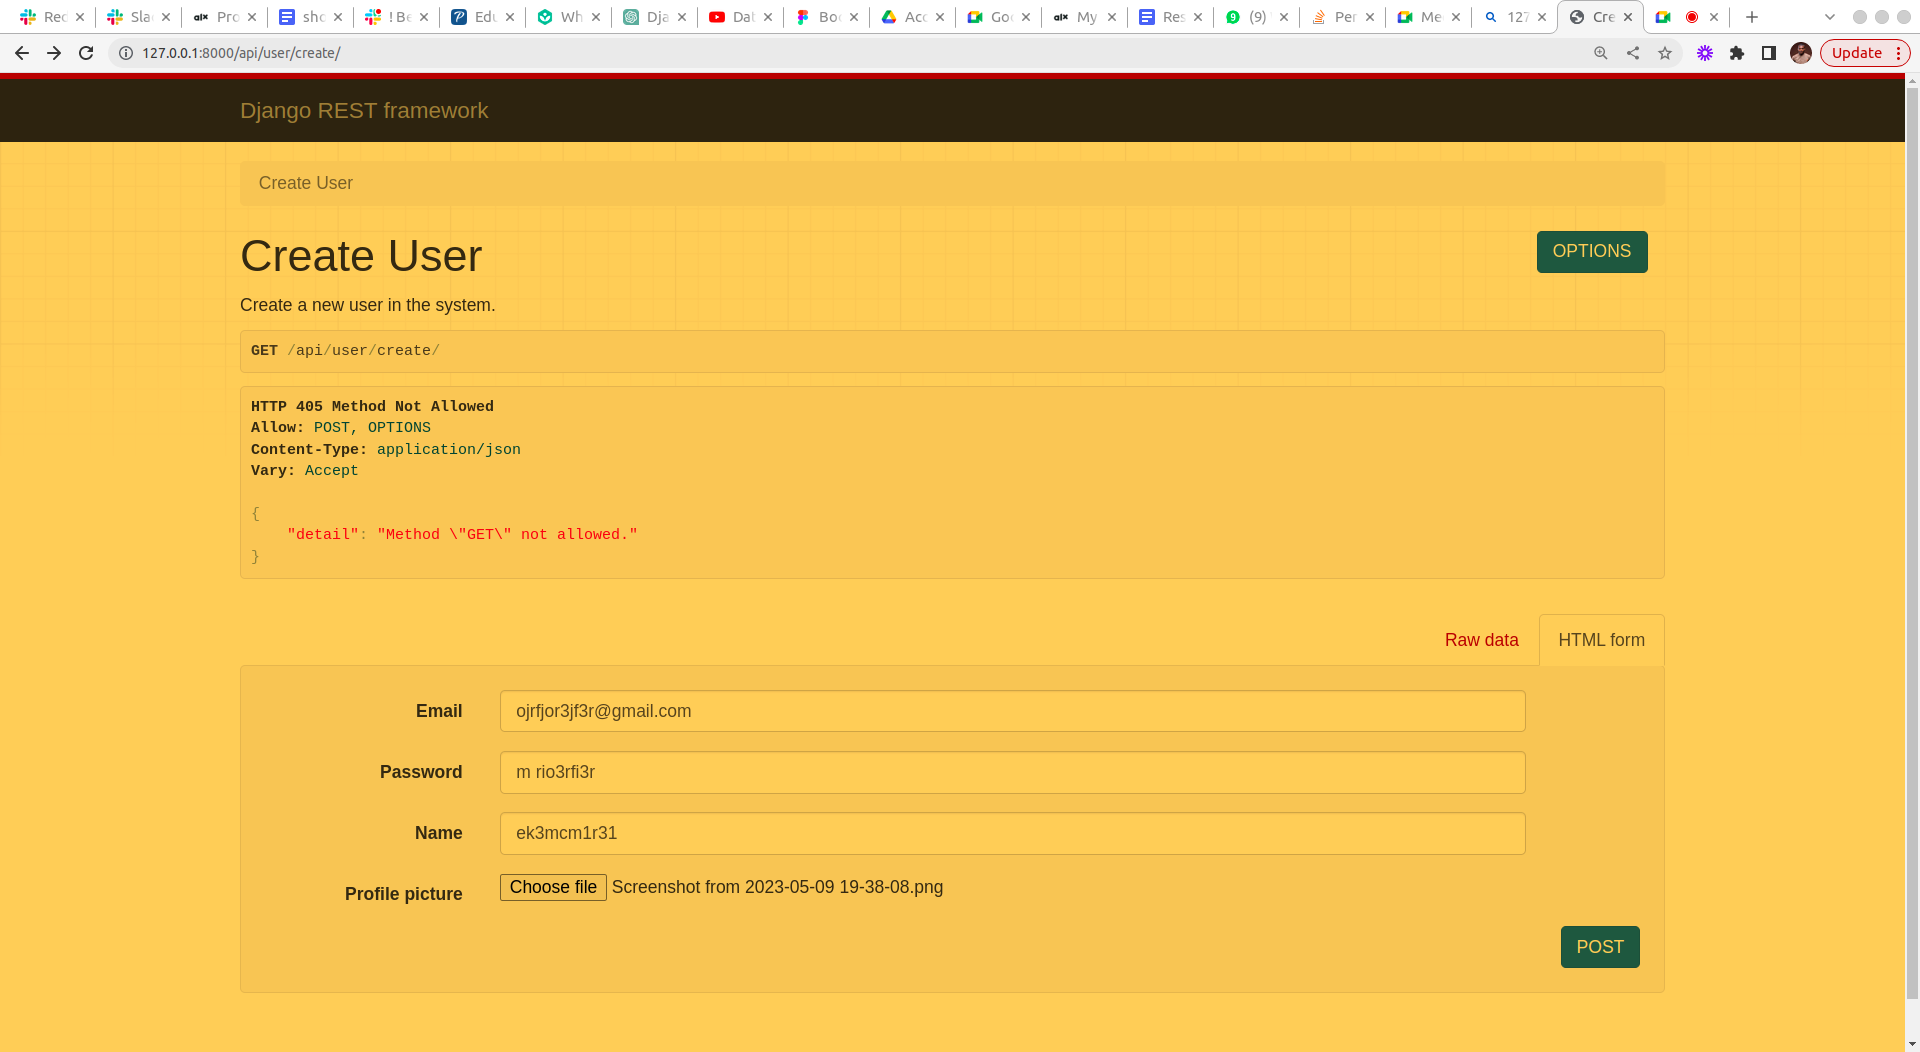 Rec
Sla
Pro
sho
! Be
Edu
Wh
Dja
Dat
Boo
Acc
Goo
My
Res
(9)
Per
Mee
127
Cre
127.0.0.1:8000/api/user/create/
Update
Django REST framework
Create User
Create User
OPTIONS
Create a new user in the system.
GET /api/user/create/
HTTP 405 Method Not Allowed
Allow: POST, OPTIONS
Content-Type: application/json
Vary: Accept
{
"detail": "Method \"GET\" not allowed."
}
Raw data
HTML form
Email
ojrfjor3jf3r@gmail.com
Password
m rio3rfi3r
Name
ek3mcm1r31
Profile picture
Choose file Screenshot from 2023-05-09 19-38-08.png
POST